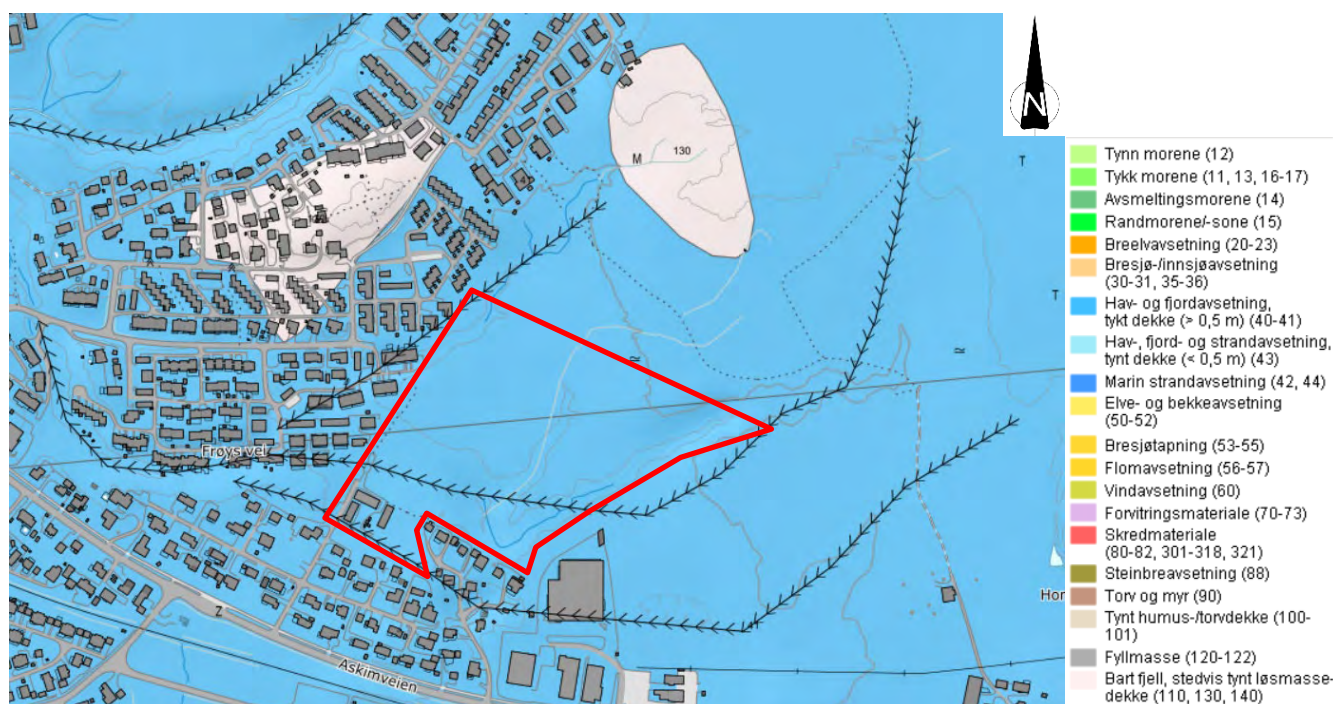 N
M
130
T
T
Frøys vei
Z
Askimveien
Hor
Tynn morene (12)
Tykk morene (11, 13, 16-17)
Avsmeltingsmorene (14)
Randmorene/-sone (15)
Breelvavsetning (20-23)
Bresjø-/innsjøavsetning
(30-31, 35-36)
Hav- og fjordavsetning,
tykt dekke (> 0,5 m) (40-41)
Hav-, fjord- og strandavsetning,
tynt dekke (< 0,5 m) (43)
Marin strandavsetning (42, 44)
Elve- og bekkeavsetning
(50-52)
Bresjøtapning (53-55)
Flomavsetning (56-57)
Vindavsetning (60)
Forvitringsmateriale (70-73)
Skredmateriale
(80-82, 301-318, 321)
Steinbreavsetning (88)
Torv og myr (90)
Tynt humus-/torvdekke (100-
101)
Fyllmasse (120-122)
Bart fjell, stedvis tynt løsmasse-
dekke (110, 130, 140)